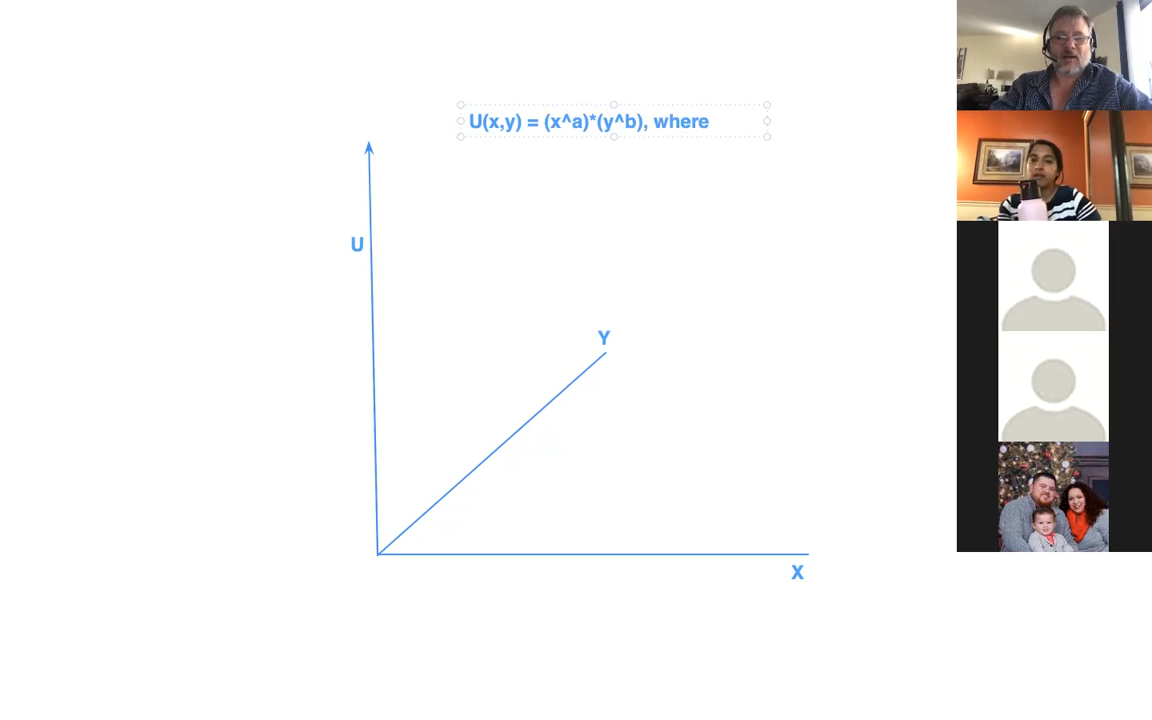 U(x,y) = (x^a)*(y^b), where
U
Y
X